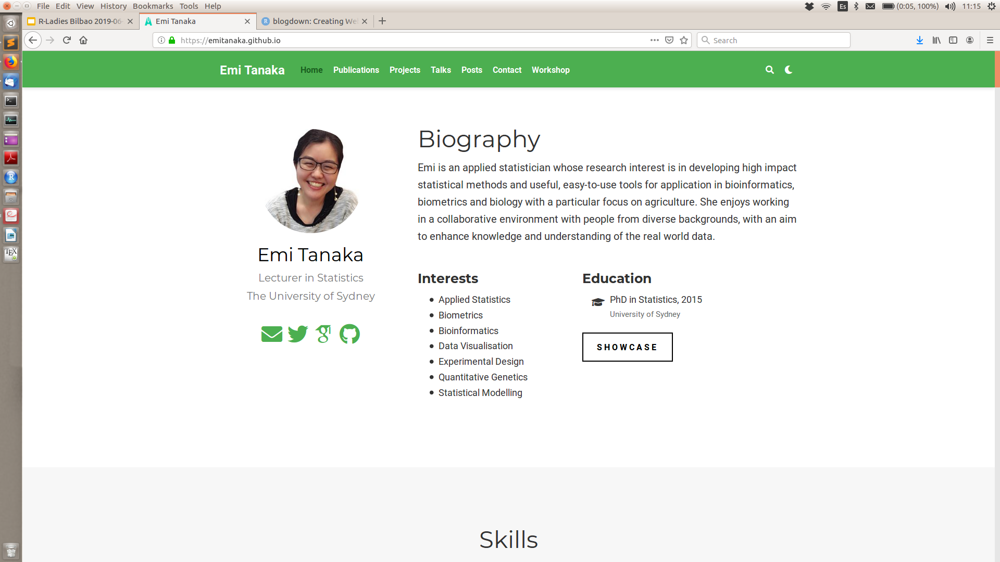 File Edit View History Bookmarks Tools Help
Es (0:05, 100%) 11:15
R-Ladies Bilbao 2019-06-
Emi Tanaka
blogdown: Creating We
https://emitanaka.github.io
Search
Emi Tanaka Home Publications Projects Talks Posts Contact Workshop
Biography
Emi is an applied statistician whose research interest is in developing high impact
statistical methods and useful, easy-to-use tools for application in bioinformatics,
biometrics and biology with a particular focus on agriculture. She enjoys working
in a collaborative environment with people from diverse backgrounds, with an aim
to enhance knowledge and understanding of the real world data.
Emi Tanaka
Lecturer in Statistics
The University of Sydney
Interests
Applied Statistics
Biometrics
Bioinformatics
Data Visualisation
Experimental Design
Quantitative Genetics
Statistical Modelling
Education
PhD in Statistics, 2015
University of Sydney
SHOWCASE
Skills